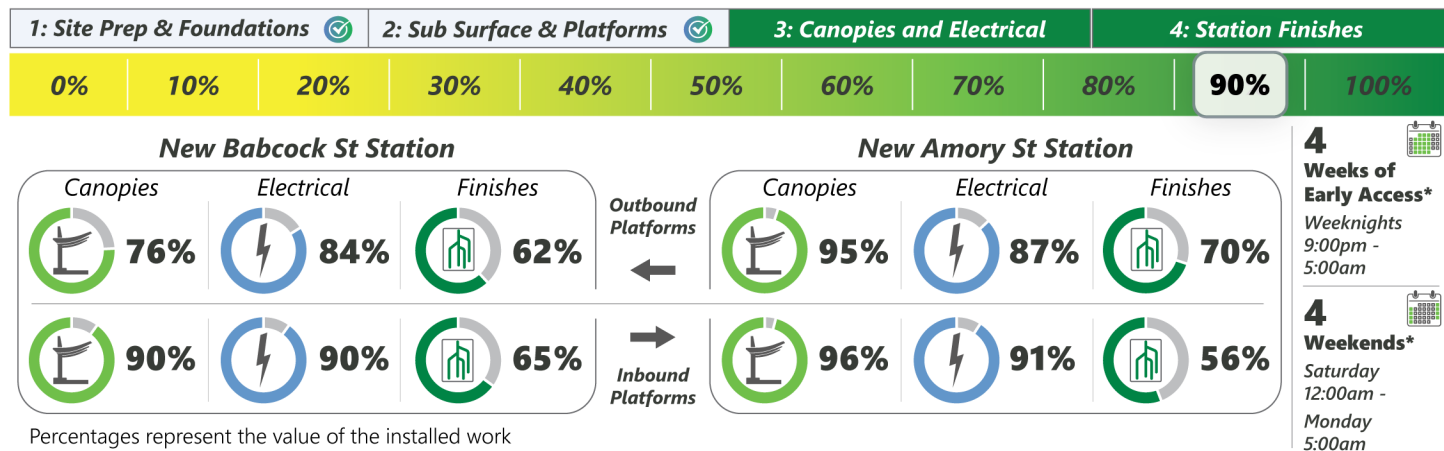 1: Site Prep & Foundations
2: Sub Surface & Platforms
3: Canopies and Electrical
4: Station Finishes
0% 10% 20% 30% 40% 50% 60% 70% 80% 90% 100%
New Babcock St Station
Canopies Electrical Finishes
76% 84% 62%
90% 90% 65%
Outbound
Platforms
Inbound
Platforms
New Amory St Station
Canopies Electrical Finishes
95% 87% 70%
96% 91% 56%
4
Weeks of
Early Access*
Weeknights
9:00pm -
5:00am
4
Weekends*
Saturday
12:00am -
Monday
5:00am
Percentages represent the value of the installed work